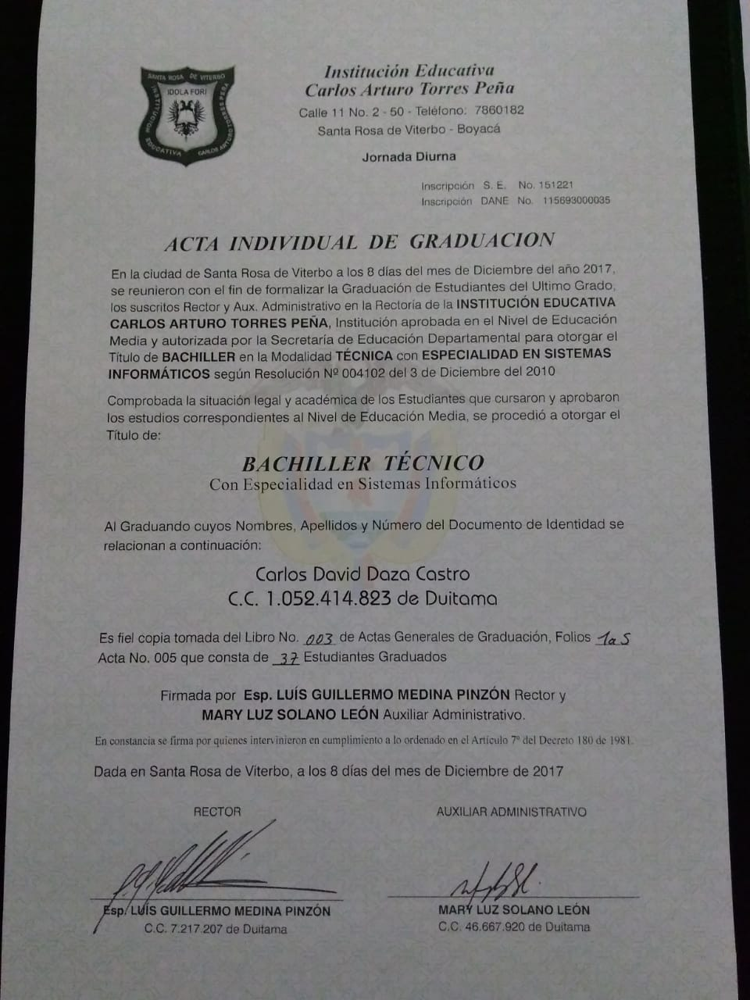 SANTA ROSA DE VITERBO
IDOLA FORI
INSTITUCION EDUCATIVA CARLOS ARTURO TORRES PEÑA
Institución Educativa
Carlos Arturo Torres Peña
Calle 11 No. 2 - 50 - Teléfono: 7860182
Santa Rosa de Viterbo - Boyacá
Jornada Diurna
Inscripción S. E. No. 151221
Inscripción DANE No. 115693000035
ACTA INDIVIDUAL DE GRADUACION
En la ciudad de Santa Rosa de Viterbo a los 8 días del mes de Diciembre del año 2017,
se reunieron con el fin de formalizar la Graduación de Estudiantes del Ultimo Grado,
los suscritos Rector y Aux. Administrativo en la Rectoría de la INSTITUCIÓN EDUCATIVA
CARLOS ARTURO TORRES PEÑA, Institución aprobada en el Nivel de Educación
Media y autorizada por la Secretaría de Educación Departamental para otorgar el
Título de BACHILLER en la Modalidad TÉCNICA con ESPECIALIDAD EN SISTEMAS
INFORMÁTICOS según Resolución Nº 004102 del 3 de Diciembre del 2010
Comprobada la situación legal y académica de los Estudiantes que cursaron y aprobaron
los estudios correspondientes al Nivel de Educación Media, se procedió a otorgar el
Título de:
BACHILLER TÉCNICO
Con Especialidad en Sistemas Informáticos
Al Graduando cuyos Nombres, Apellidos y Número del Documento de Identidad se
relacionan a continuación:
Carlos David Daza Castro
C.C. 1.052.414.823 de Duitama
Es fiel copia tomada del Libro No. 003 de Actas Generales de Graduación, Folios 1a5
Acta No. 005 que consta de 37 Estudiantes Graduados
Firmada por Esp. LUÍS GUILLERMO MEDINA PINZÓN Rector y
MARY LUZ SOLANO LEÓN Auxiliar Administrativo.
En constancia se firma por quienes intervinieron en cumplimiento a lo ordenado en el Artículo 7º del Decreto 180 de 1981.
Dada en Santa Rosa de Viterbo, a los 8 días del mes de Diciembre de 2017
RECTOR
AUXILIAR ADMINISTRATIVO
Esp. LUÍS GUILLERMO MEDINA PINZÓN
C.C. 7.217.207 de Duitama
MARY LUZ SOLANO LEÓN
C.C. 46.667.920 de Duitama